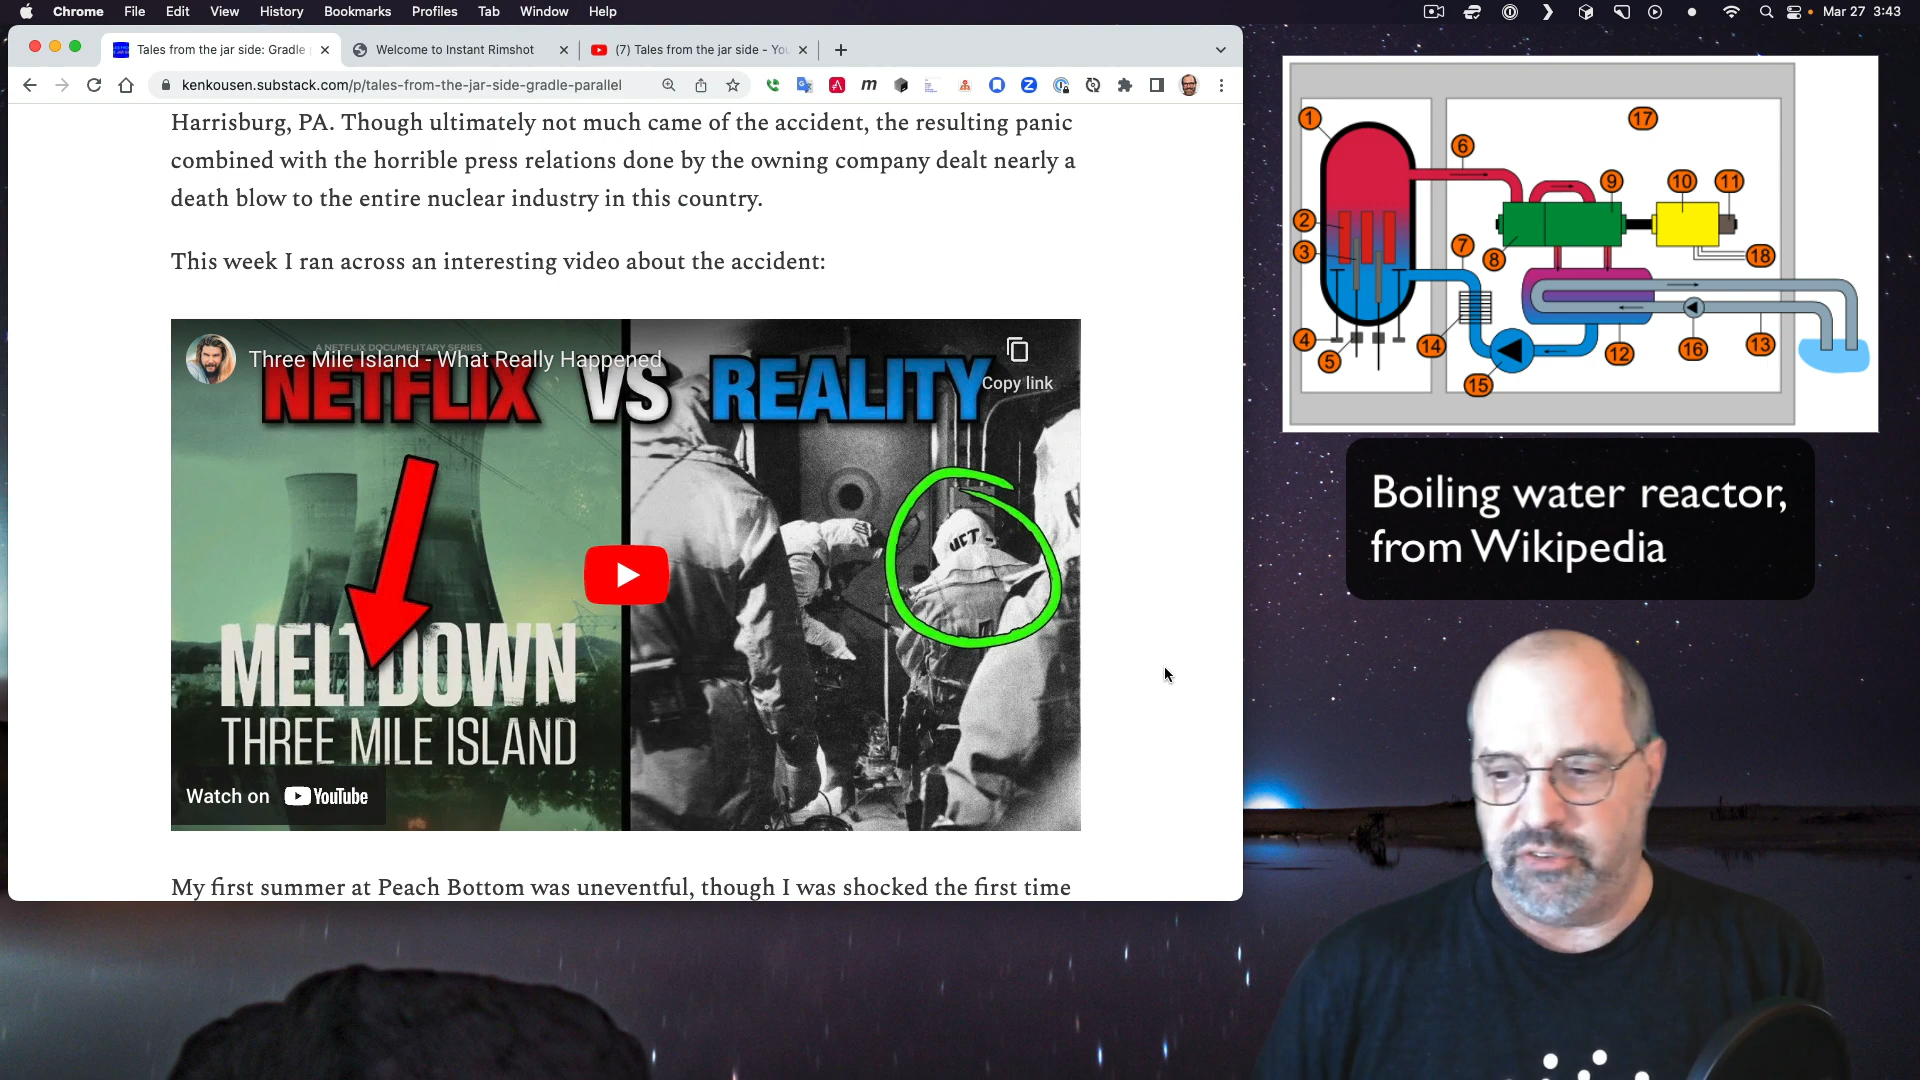 Chrome File Edit View History Bookmarks Profiles Tab Window Help Mar 27 3:43
Tales from the jar side: Gradle Welcome to Instant Rimshot (7) Tales from the jar side - You
kenkousen.substack.com/p/tales-from-the-jar-side-gradle-parallel
Harrisburg, PA. Though ultimately not much came of the accident, the resulting panic
combined with the horrible press relations done by the owning company dealt nearly a
death blow to the entire nuclear industry in this country.
This week I ran across an interesting video about the accident:
A NETFLIX DOCUMENTARY SERIES
Three Mile Island - What Really Happened
Copy link
NETFLIX VS REALITY
UCT
MELTDOWN
THREE MILE ISLAND
Watch on YouTube
My first summer at Peach Bottom was uneventful, though I was shocked the first time
1
17
6
9
10
11
2
3
7
8
18
4
5
14
15
12
16
13
Boiling water reactor,
from Wikipedia